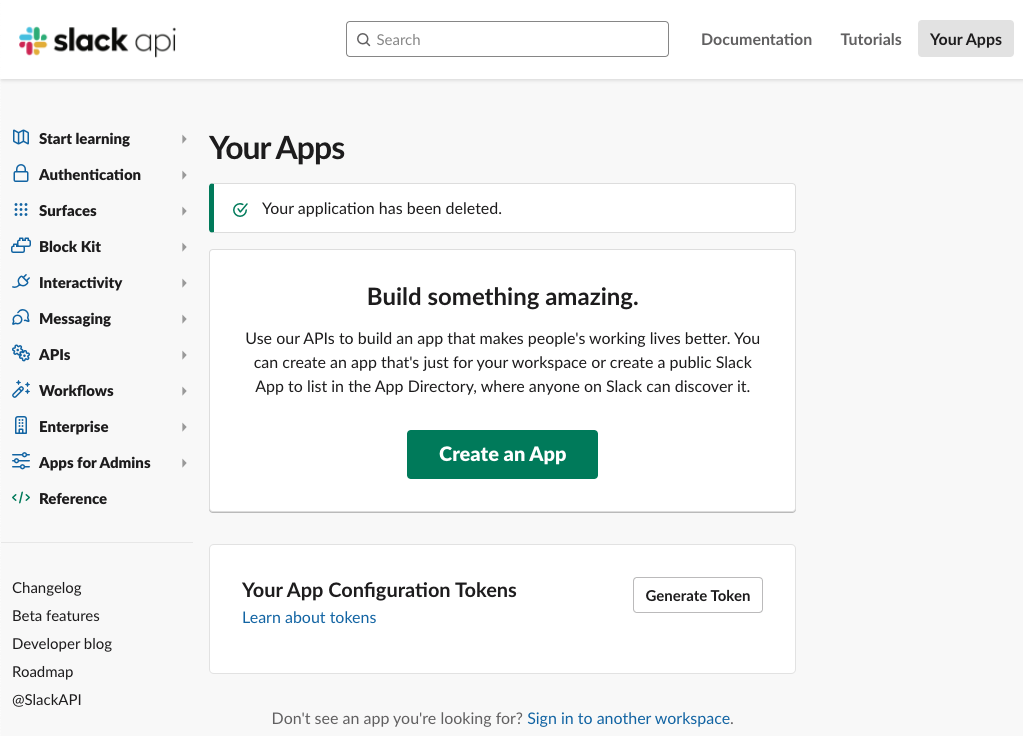 slack api
Search
Documentation
Tutorials
Your Apps
Start learning
Authentication
Surfaces
Block Kit
Interactivity
Messaging
APIs
Workflows
Enterprise
Apps for Admins
Reference
Changelog
Beta features
Developer blog
Roadmap
@SlackAPI
Your Apps
Your application has been deleted.
Build something amazing.
Use our APIs to build an app that makes people's working lives better. You
can create an app that's just for your workspace or create a public Slack
App to list in the App Directory, where anyone on Slack can discover it.
Create an App
Your App Configuration Tokens
Learn about tokens
Generate Token
Don't see an app you're looking for? Sign in to another workspace.